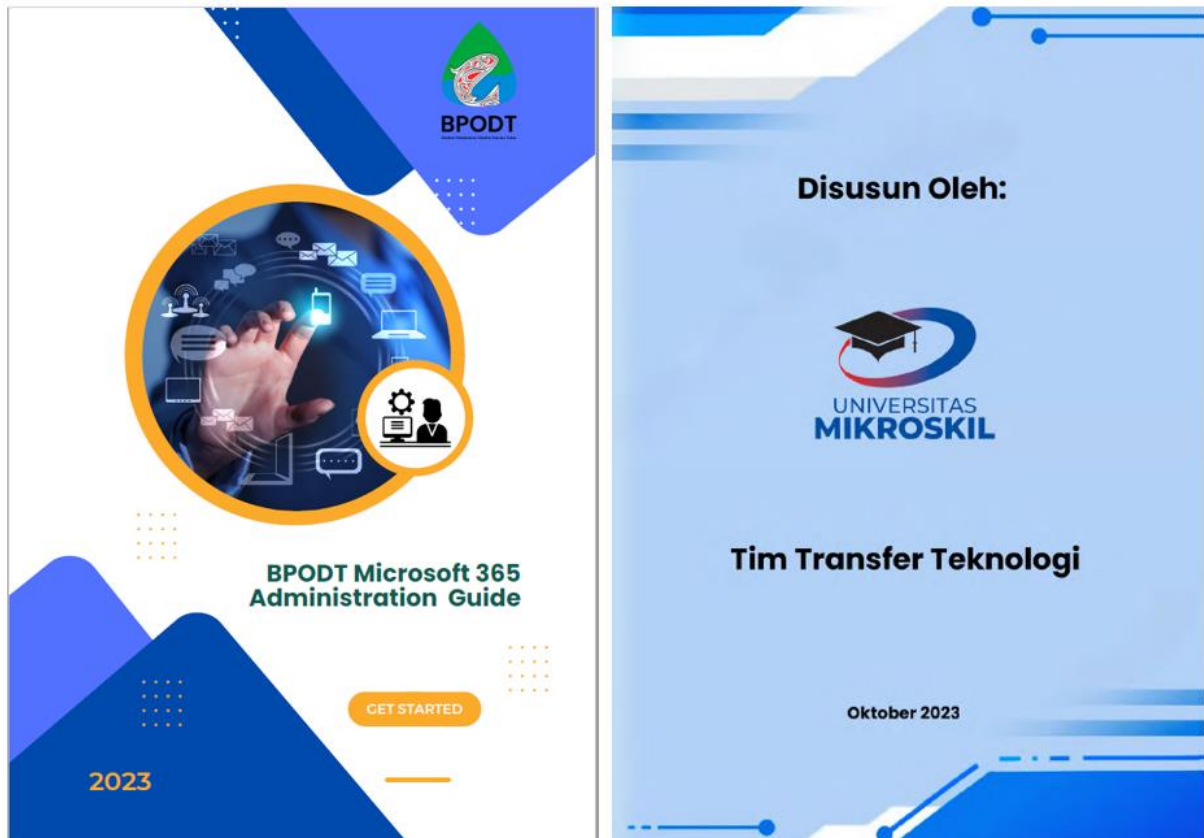 BPODT
BPODT Microsoft 365
Administration Guide
GET STARTED
2023
Disusun Oleh:
UNIVERSITAS
MIKROSKIL
Tim Transfer Teknologi
Oktober 2023